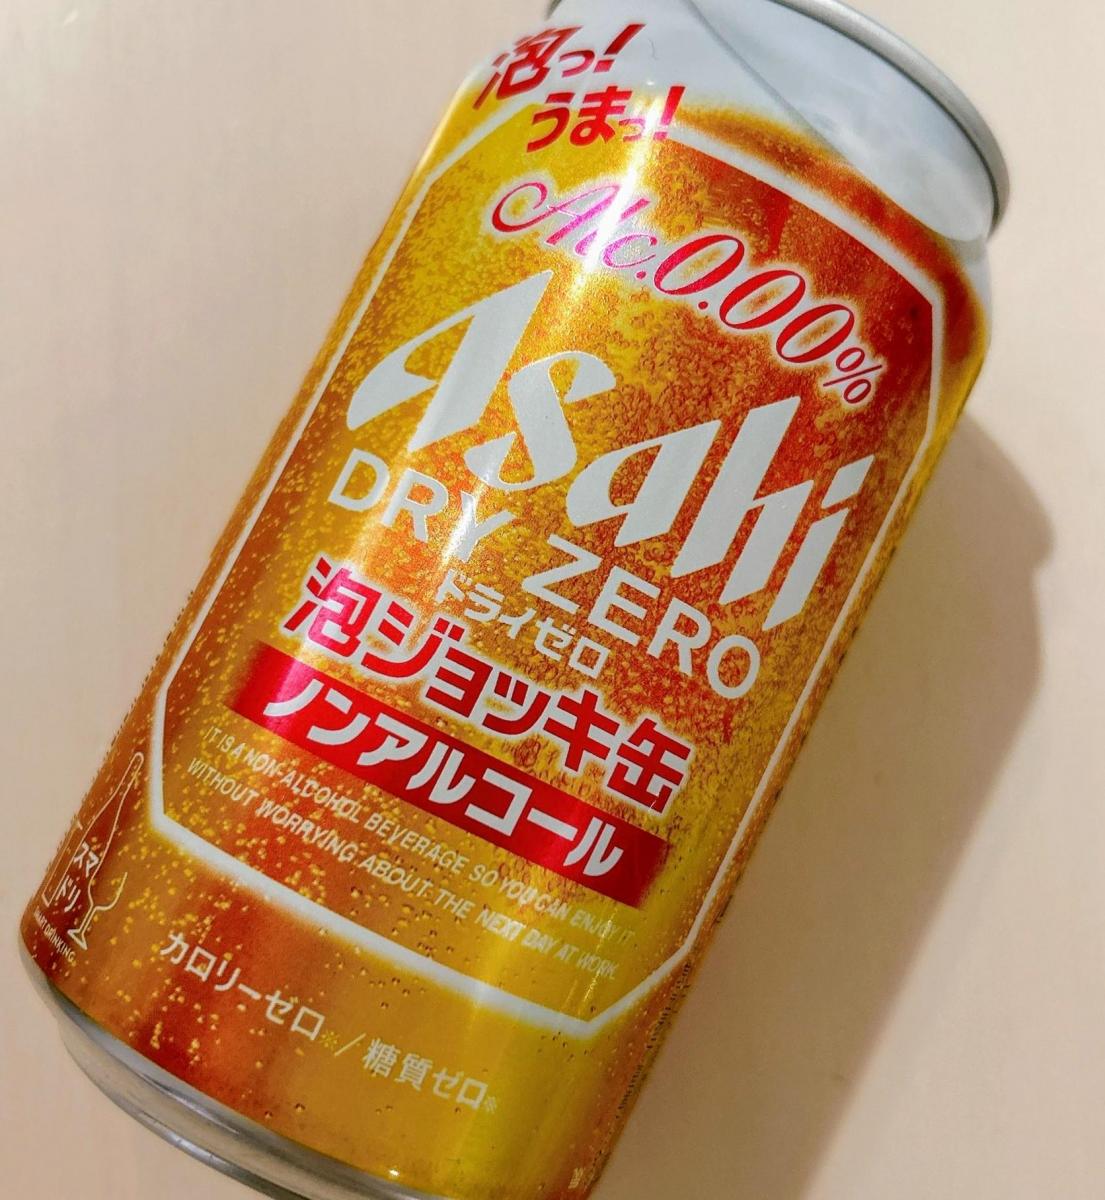 泡っ!
うまっ!
Alc.0.00%
Asahi
DRY ZERO
ドライゼロ
泡ジョッキ缶
ノンアルコール
IT IS A NON-ALCOHOL BEVERAGE SO YOU CAN ENJOY IT
WITHOUT WORRYING ABOUT THE NEXT DAY AT WORK.
スマ
ドリ
SMART DRINKING
カロリーゼロ※/糖質ゼロ※